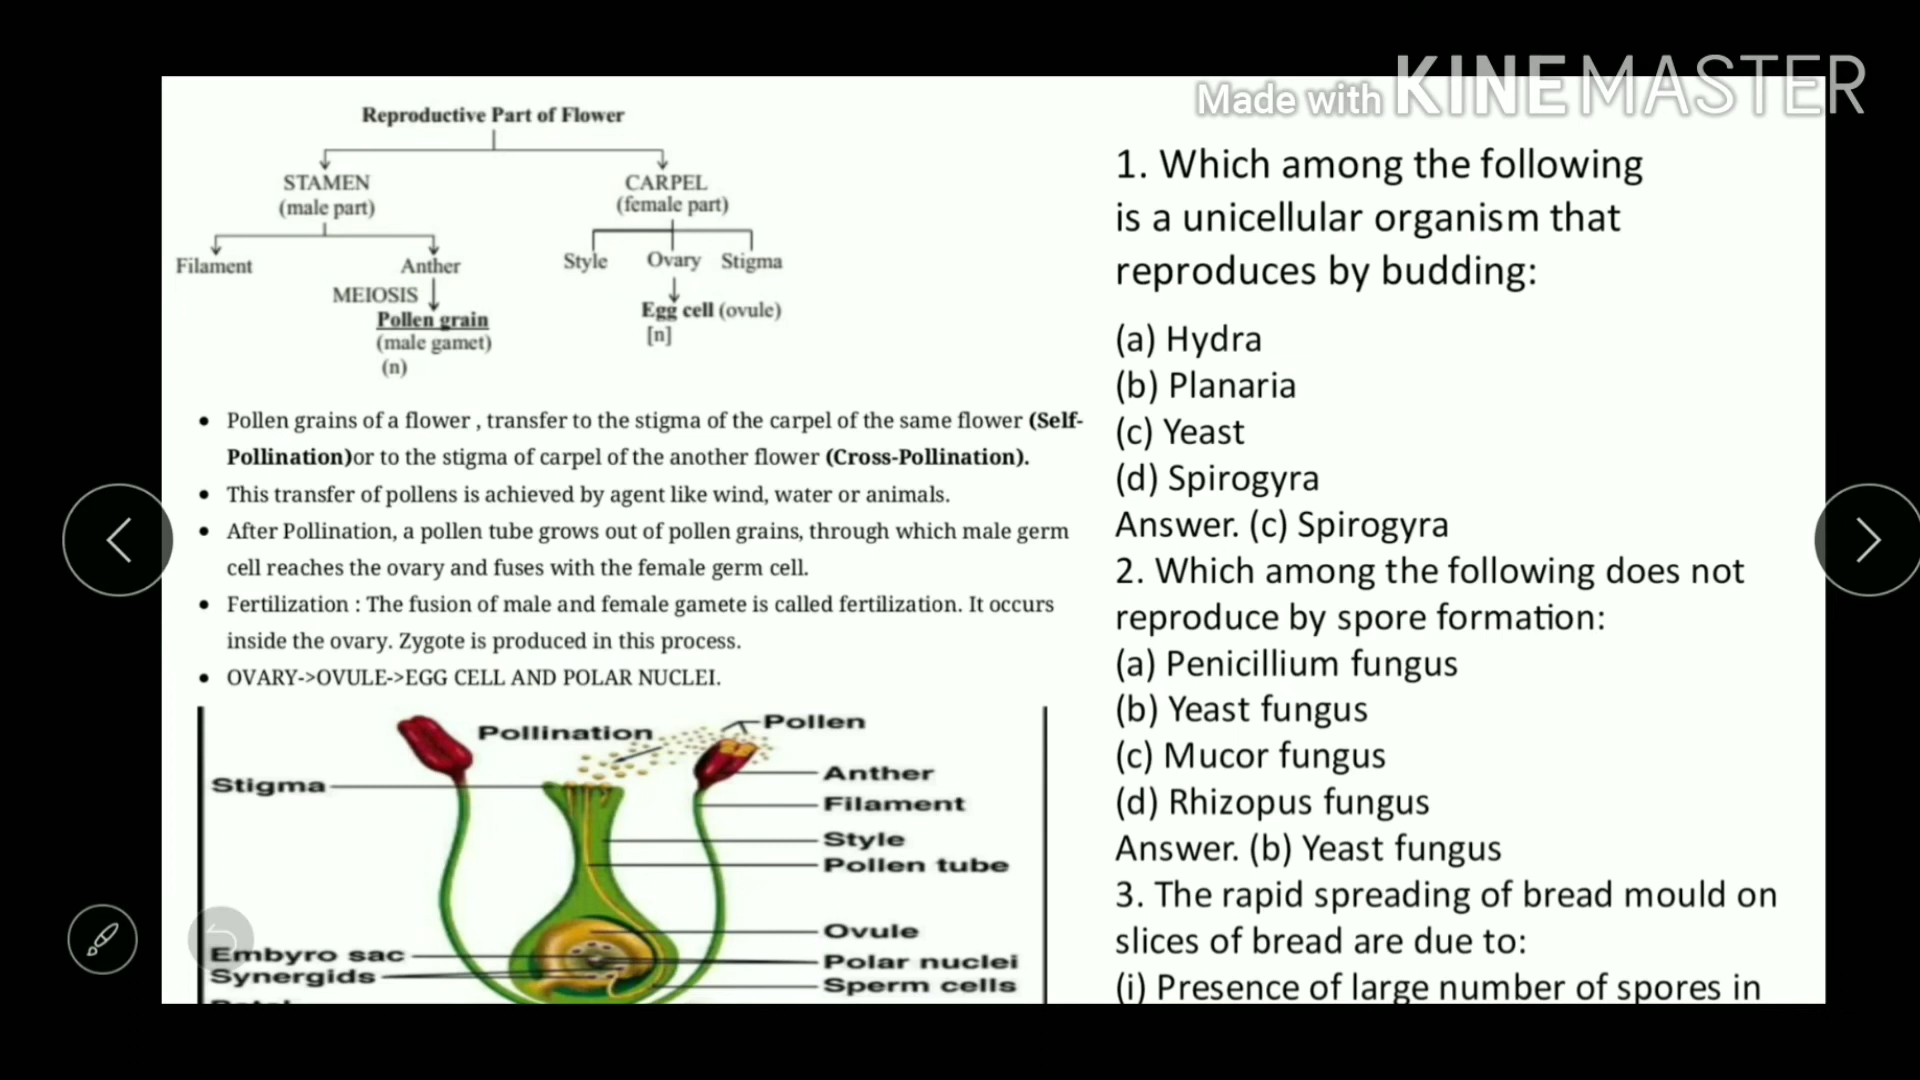 Made with KINEMASTER
Reproductive Part of Flower
STAMEN
(male part)
CARPEL
(female part)
Filament
Anther
Style
Ovary
Stigma
MEIOSIS
Pollen grain
(male gamet)
(n)
Egg cell (ovule)
[n]
• Pollen grains of a flower , transfer to the stigma of the carpel of the same flower (Self-
Pollination)or to the stigma of carpel of the another flower (Cross-Pollination).
• This transfer of pollens is achieved by agent like wind, water or animals.
• After Pollination, a pollen tube grows out of pollen grains, through which male germ
cell reaches the ovary and fuses with the female germ cell.
• Fertilization : The fusion of male and female gamete is called fertilization. It occurs
inside the ovary. Zygote is produced in this process.
• OVARY->OVULE->EGG CELL AND POLAR NUCLEI.
Pollination
Pollen
Stigma
Anther
Filament
Style
Pollen tube
Ovule
Embyro sac
Polar nuclei
Synergids
Sperm cells
1. Which among the following
is a unicellular organism that
reproduces by budding:
(a) Hydra
(b) Planaria
(c) Yeast
(d) Spirogyra
Answer. (c) Spirogyra
2. Which among the following does not
reproduce by spore formation:
(a) Penicillium fungus
(b) Yeast fungus
(c) Mucor fungus
(d) Rhizopus fungus
Answer. (b) Yeast fungus
3. The rapid spreading of bread mould on
slices of bread are due to:
(i) Presence of large number of spores in